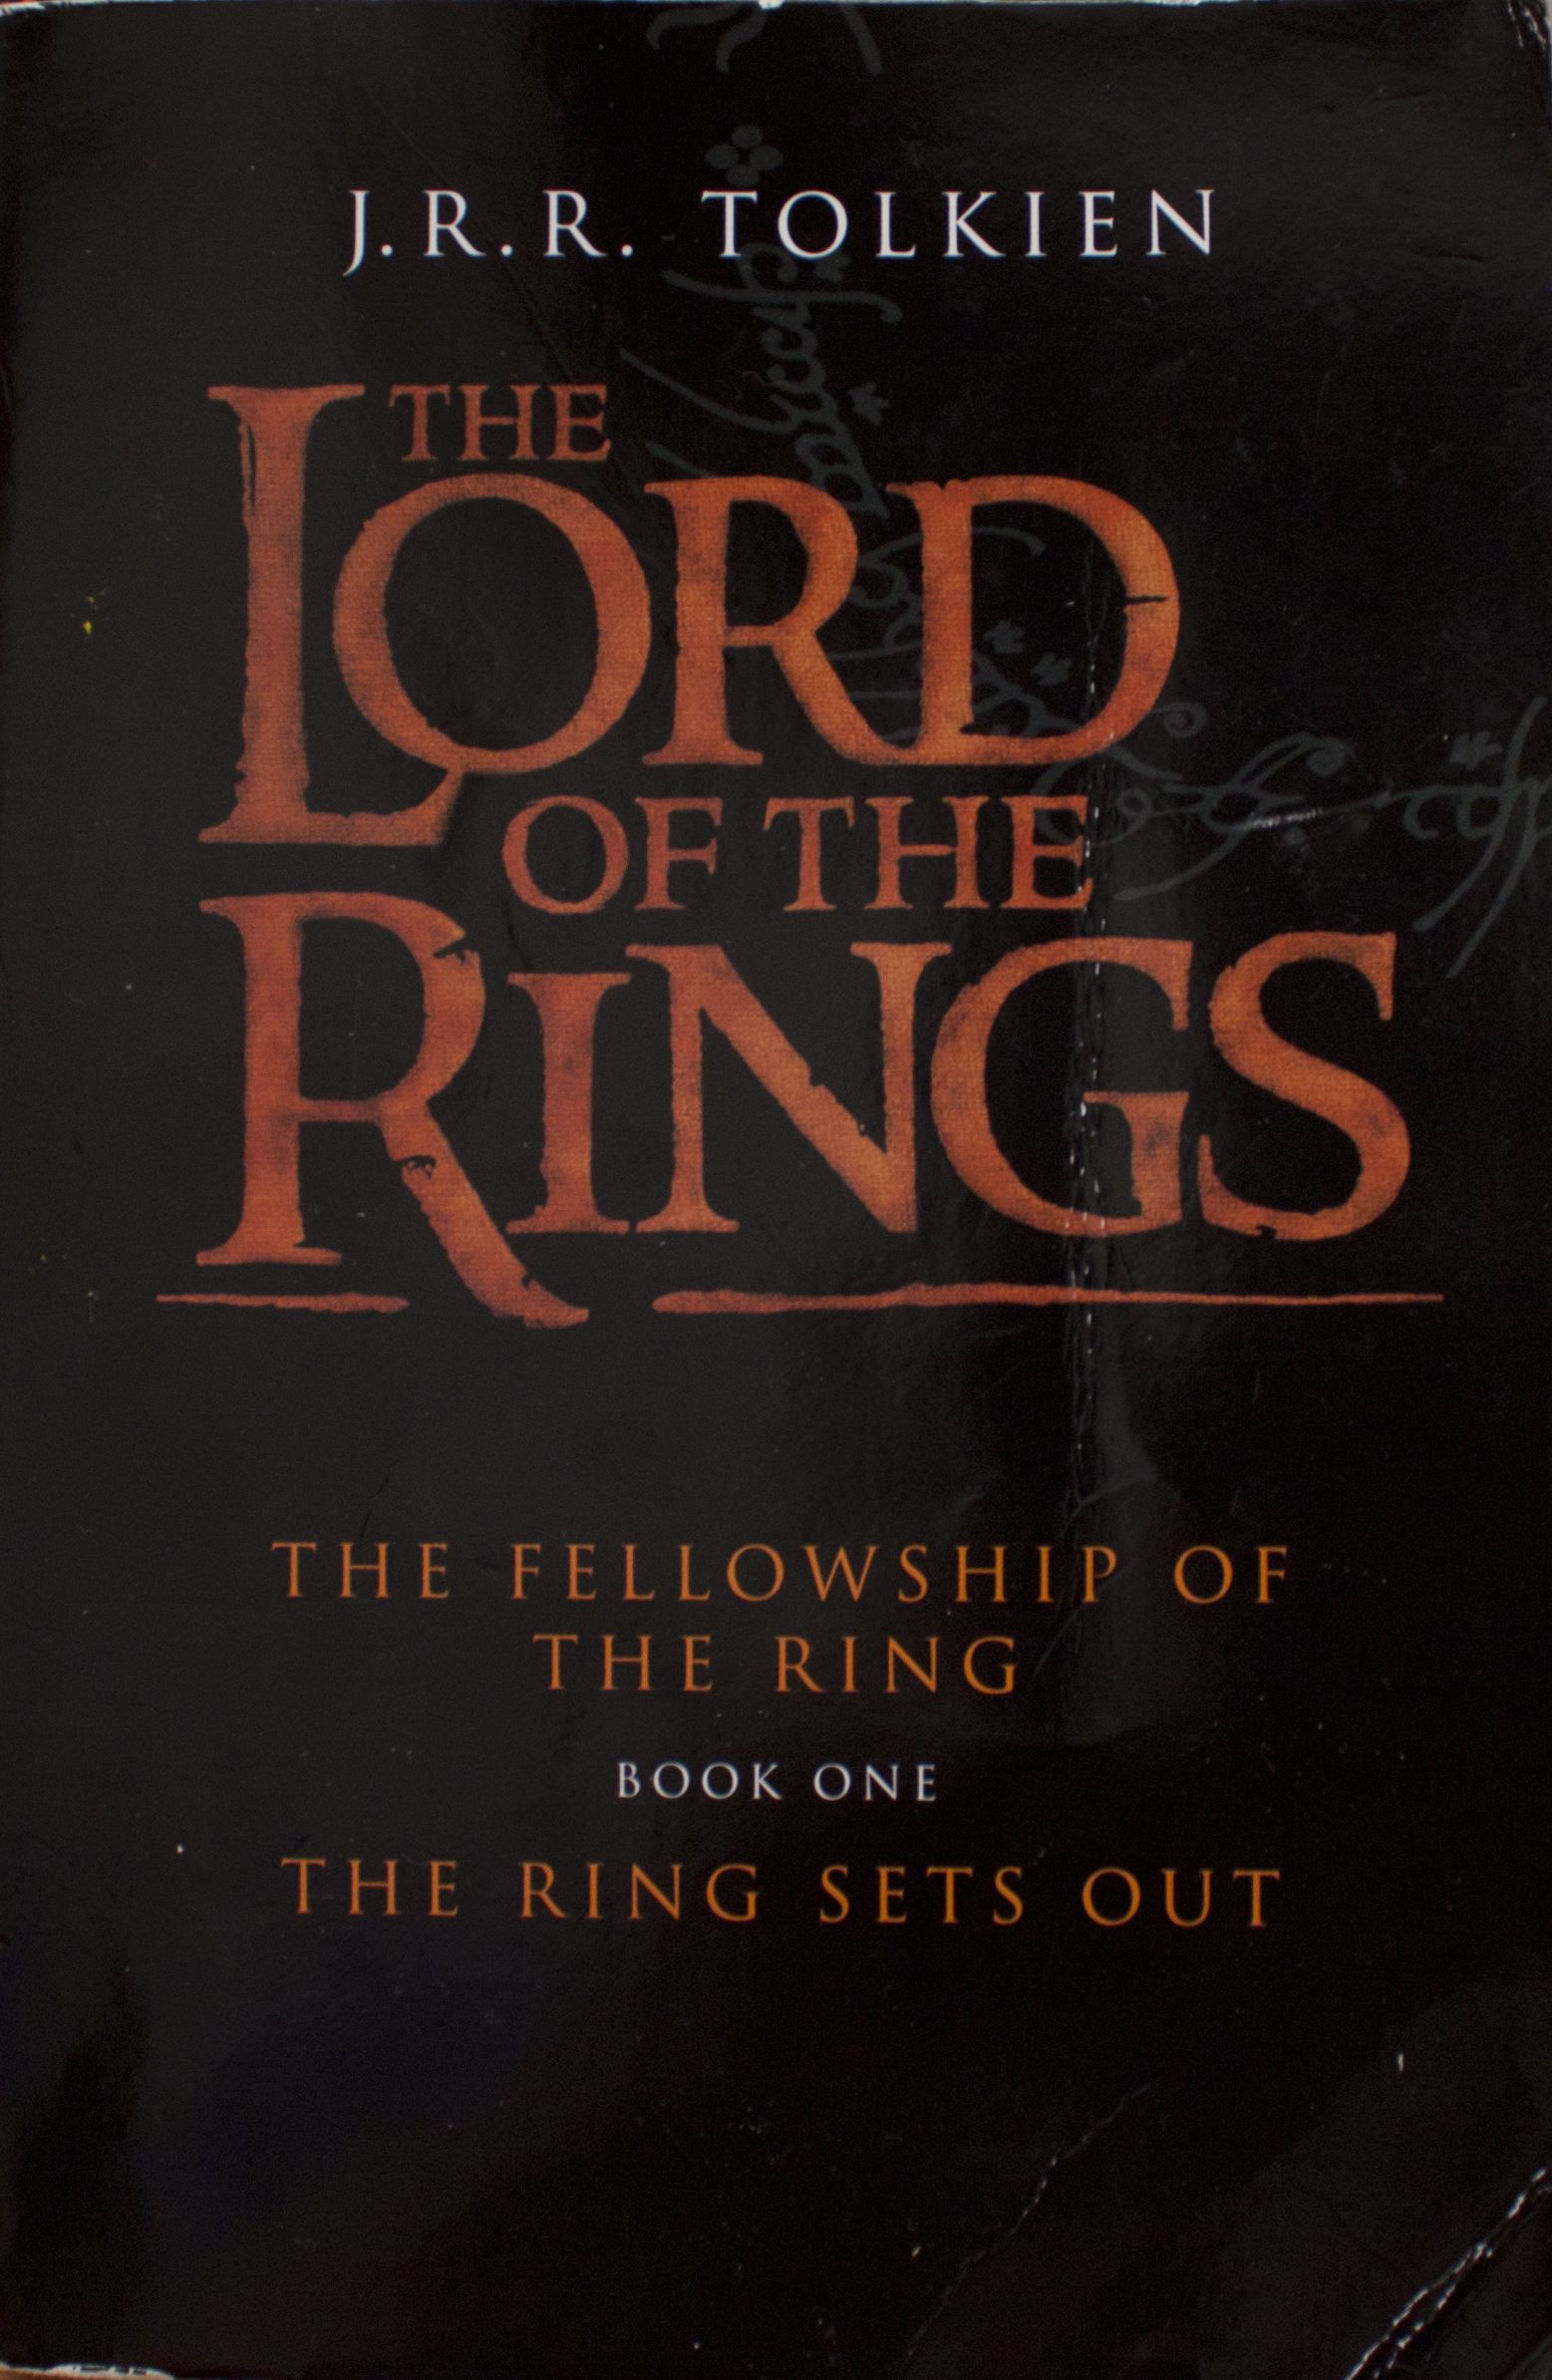 J.R.R. TOLKIEN
THE
LORD
OF THE
RINGS
THE FELLOWSHIP OF
THE RING
BOOK ONE
THE RING SETS OUT